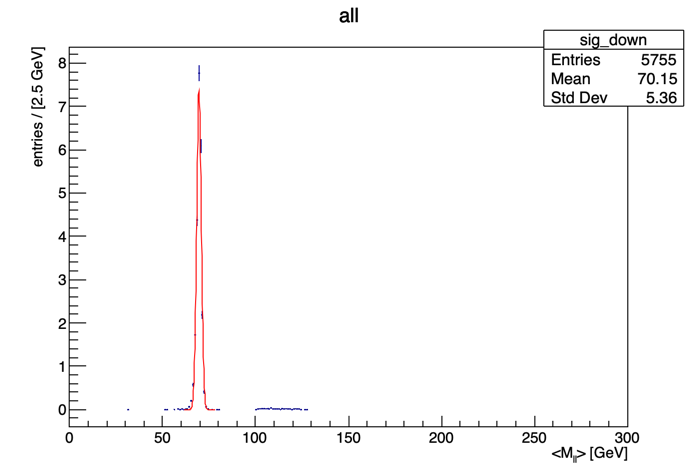 all
sig_down
Entries 5755
Mean 70.15
Std Dev 5.36
entries / [2.5 GeV]
8
7
6
5
4
3
2
1
0
0 50 100 150 200 250 300
<M_ll> [GeV]